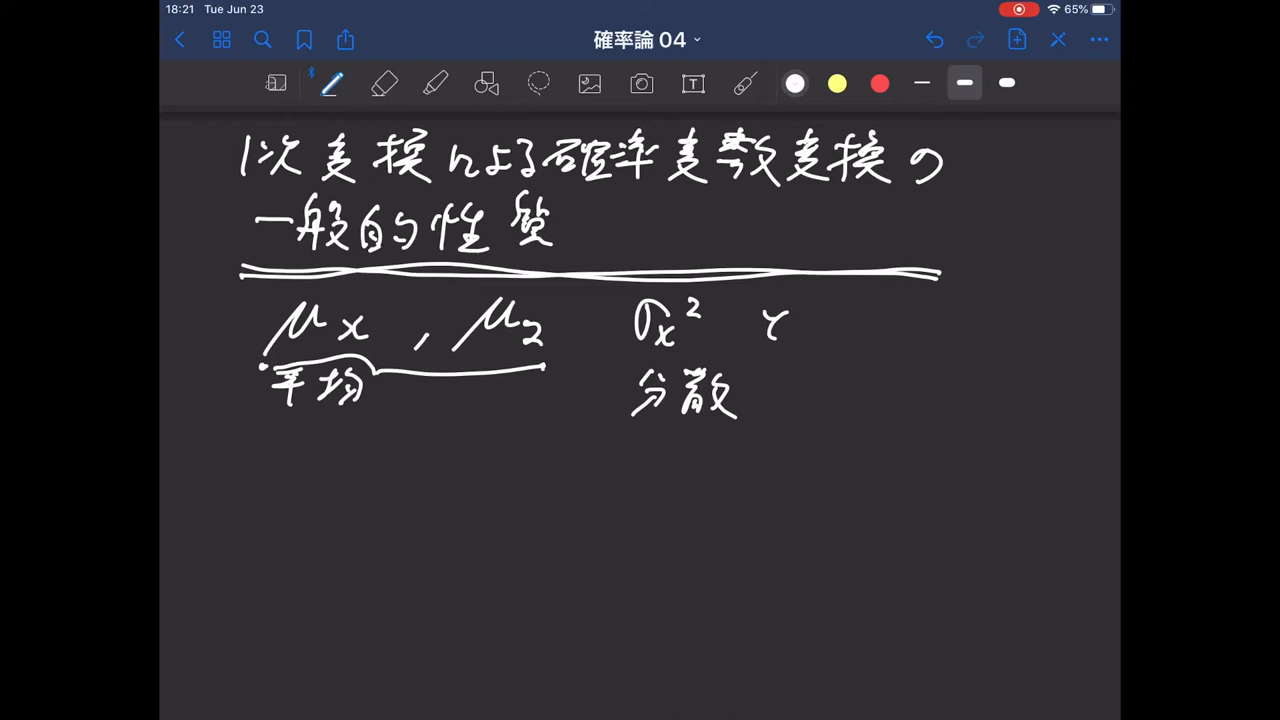 18:21 Tue Jun 23
65%
確率論 04
T
1次変換による確率変数変換の
一般的性質
μx , μz σx² と
平均 分散